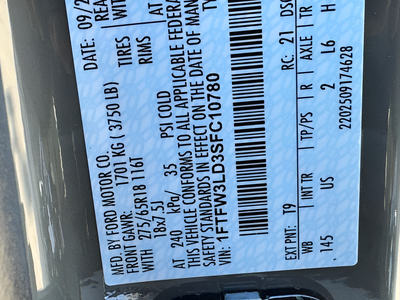 MFD. BY FORD MOTOR CO.
DATE: 09/2
FRONT GAWR: 1701 KG ( 3750 LB)
REA
275/65R18 116T
TIRES
WITH
18x7.5J
RIMS
AT 240 kPa/ 35 PSI COLD
THIS VEHICLE CONFORMS TO ALL APPLICABLE FEDERAL
SAFETY STANDARDS IN EFFECT ON THE DATE OF MANU
VIN: 1FTFW3LD3SFC10780
TY
EXT PNT: T9
RC: 21
DSO
WB
INT TR
TP/PS
R
AXLE
TR
145
US
2
L6
H
2202509174628